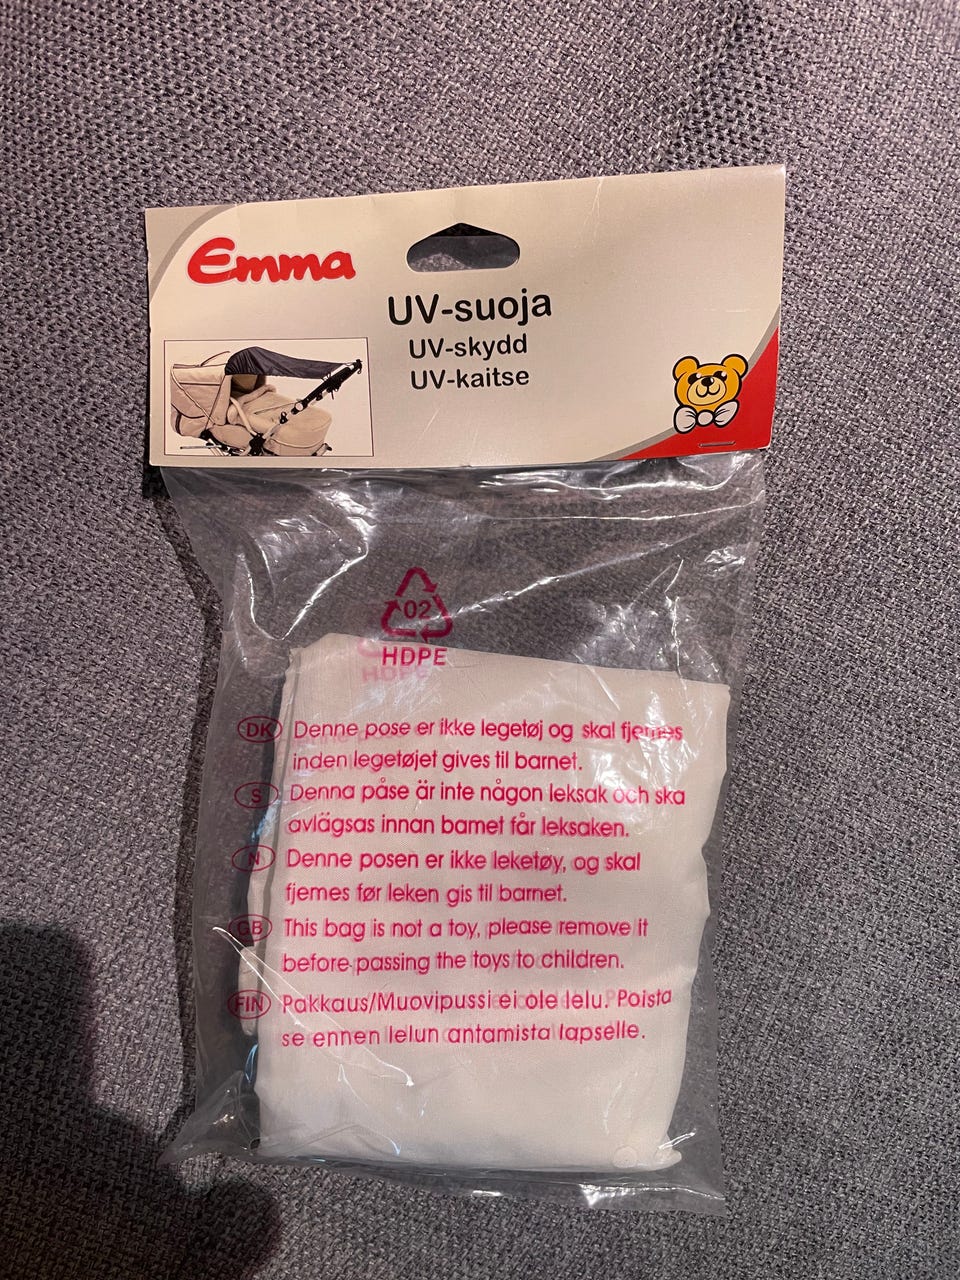 Emma
UV-suoja
UV-skydd
UV-kaitse
02
HDPE
DK Denne pose er ikke legetøj og skal fjernes
inden legetøjet gives til barnet.
S Denna påse är inte någon leksak och ska
avlägsas innan barnet får leksaken.
N Denne posen er ikke leketøy, og skal
fjernes før leken gis til barnet.
GB This bag is not a toy, please remove it
before passing the toys to children.
FIN Pakkaus/Muovipussi ei ole lelu. Poista
se ennen lelun antamista lapselle.